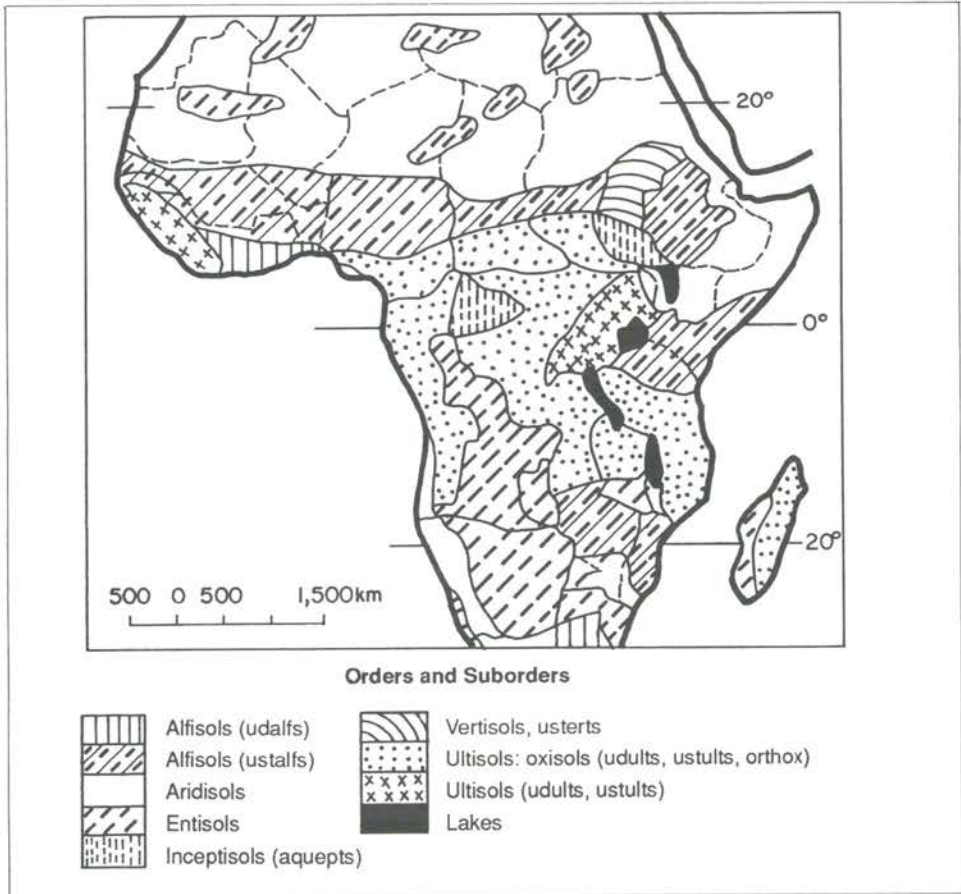 20°
0°
20°
500 0 500 1,500km
Orders and Suborders
Alfisols (udalfs)
Alfisols (ustalfs)
Aridisols
Entisols
Inceptisols (aquepts)
Vertisols, usterts
Ultisols: oxisols (udults, ustults, orthox)
Ultisols (udults, ustults)
Lakes